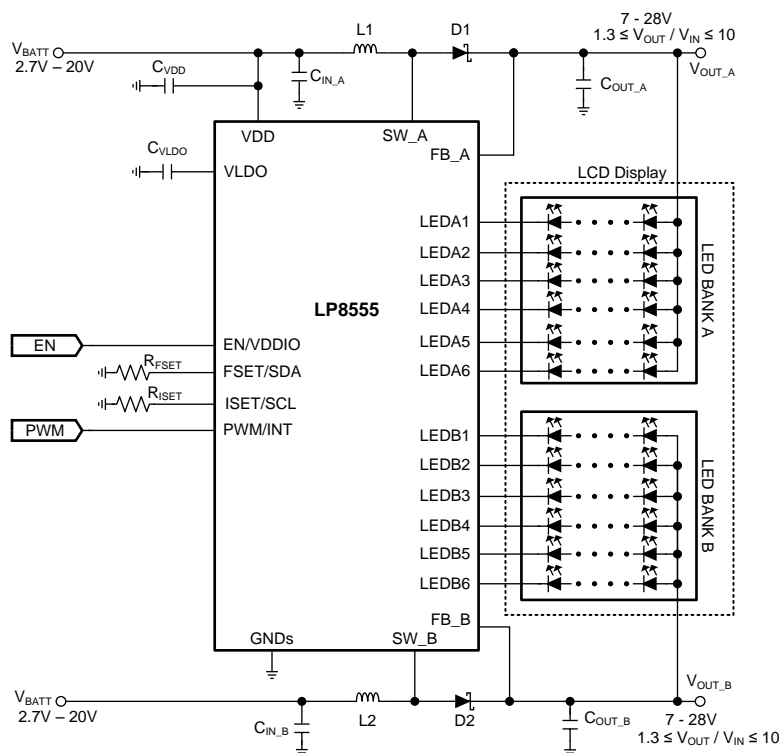 L1
D1
7 - 28V
1.3 ≤ VOUT / VIN ≤ 10
VBATT
2.7V – 20V
CVDD
CIN_A
COUT_A
VOUT_A
VDD
SW_A
FB_A
CVLDO
VLDO
LCD Display
LEDA1
LEDA2
LEDA3
LEDA4
LEDA5
LEDA6
LED BANK A
LP8555
EN
EN/VDDIO
RFSET
FSET/SDA
RISET
ISET/SCL
PWM
PWM/INT
LEDB1
LEDB2
LEDB3
LEDB4
LEDB5
LEDB6
LED BANK B
FB_B
GNDs
SW_B
VBATT
2.7V – 20V
CIN_B
L2
D2
COUT_B
VOUT_B
7 - 28V
1.3 ≤ VOUT / VIN ≤ 10